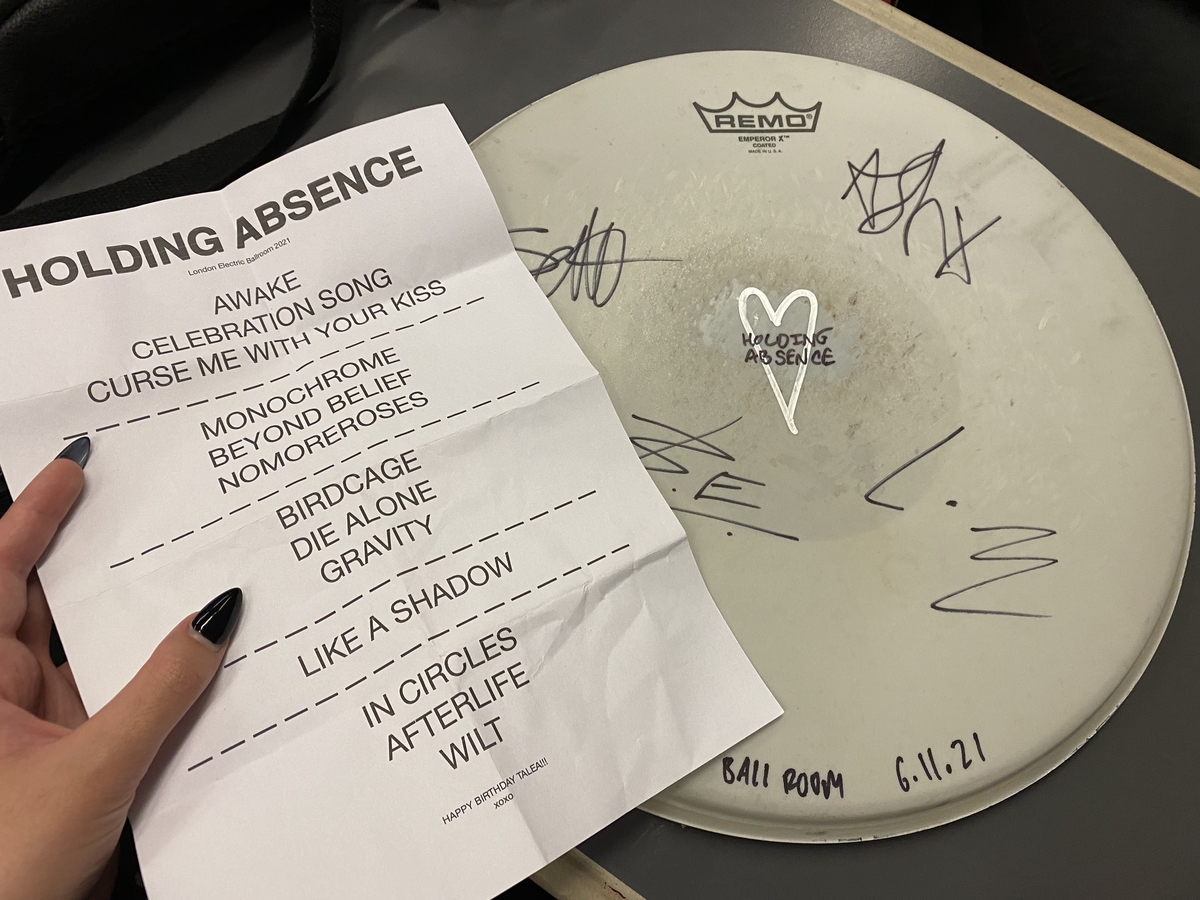 HOLDING ABSENCE
London Electric Ballroom 2021
AWAKE
CELEBRATION SONG
CURSE ME WITH YOUR KISS
MONOCHROME
BEYOND BELIEF
NOMOREROSES
BIRDCAGE
DIE ALONE
GRAVITY
LIKE A SHADOW
IN CIRCLES
AFTERLIFE
WILT
HAPPY BIRTHDAY TALEA!!!
xoxo
REMO®
EMPEROR X™
COATED
MADE IN U.S.A.
HOLDING
ABSENCE
BALL ROOM 6.11.21